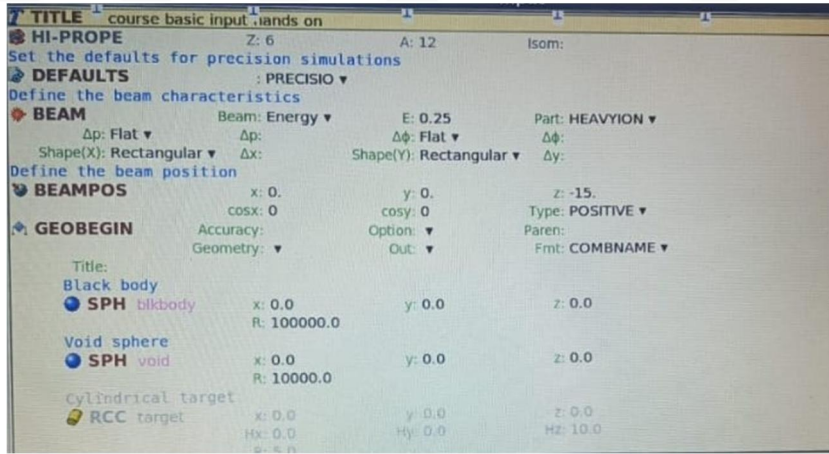 TITLE course basic input hands on
HI-PROPE Z: 6 A: 12 Isom:
Set the defaults for precision simulations
DEFAULTS : PRECISIO ▼
Define the beam characteristics
BEAM Beam: Energy ▼ E: 0.25 Part: HEAVYION ▼
Δp: Flat ▼ Δp: Δφ: Flat ▼ Δφ:
Shape(X): Rectangular ▼ Δx: Shape(Y): Rectangular ▼ Δy:
Define the beam position
BEAMPOS x: 0. y: 0. z: -15.
cosx: 0 cosy: 0 Type: POSITIVE ▼
GEOBEGIN Accuracy: Option: ▼ Paren:
Geometry: ▼ Out: ▼ Fmt: COMBNAME ▼
Title:
Black body
SPH blkbody x: 0.0 y: 0.0 z: 0.0
R: 100000.0
Void sphere
SPH void x: 0.0 y: 0.0 z: 0.0
R: 10000.0
Cylindrical target
RCC target x: 0.0 y: 0.0 z: 0.0
Hx: 0.0 Hy: 0.0 Hz: 10.0
R: 5.0